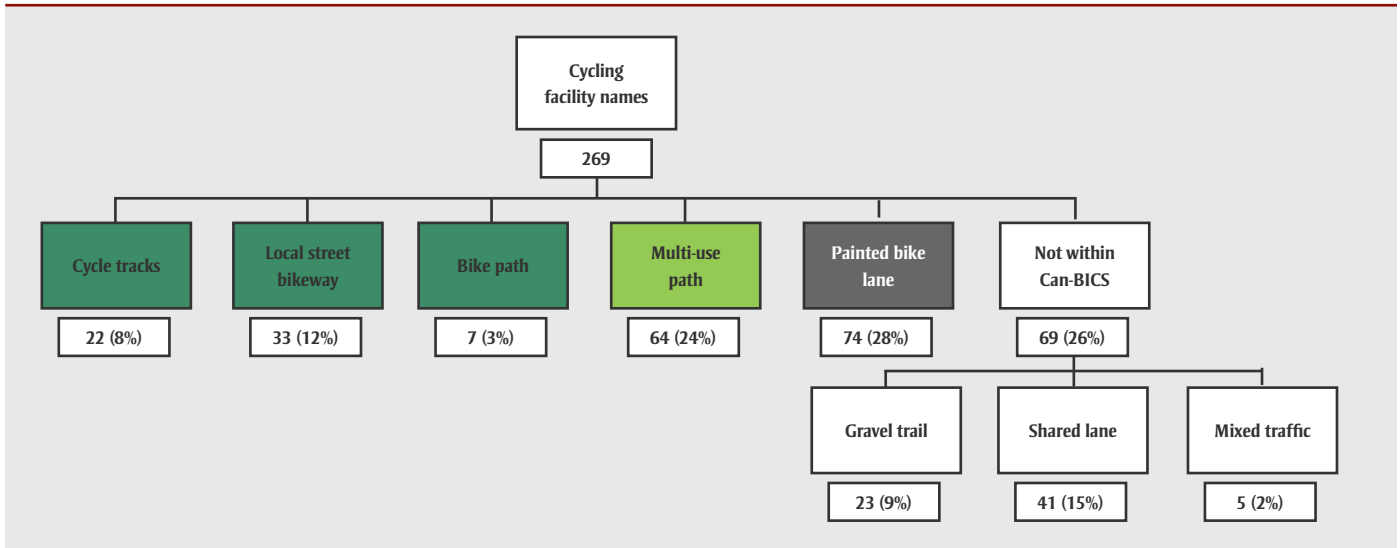 Cycling
facility names
269
Cycle tracks
Local street
bikeway
Bike path
Multi-use
path
Painted bike
lane
Not within
Can-BICS
22 (8%)
33 (12%)
7 (3%)
64 (24%)
74 (28%)
69 (26%)
Gravel trail
Shared lane
Mixed traffic
23 (9%)
41 (15%)
5 (2%)